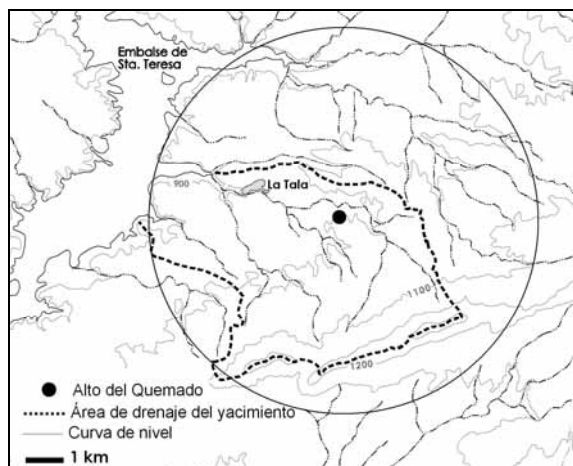 Embalse de
Sta. Teresa
La Tala
900
1100
1200
Alto del Quemado
Área de drenaje del yacimiento
Curva de nivel
1 km